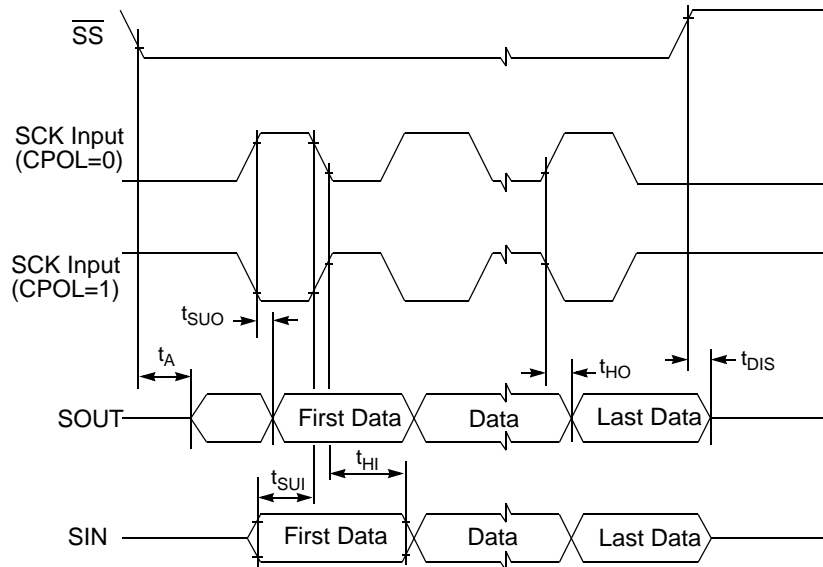 SS
SCK Input
(CPOL=0)
SCK Input
(CPOL=1)
tSUO
tA
tHO
tDIS
SOUT
First Data
Data
Last Data
tSUI
tHI
SIN
First Data
Data
Last Data